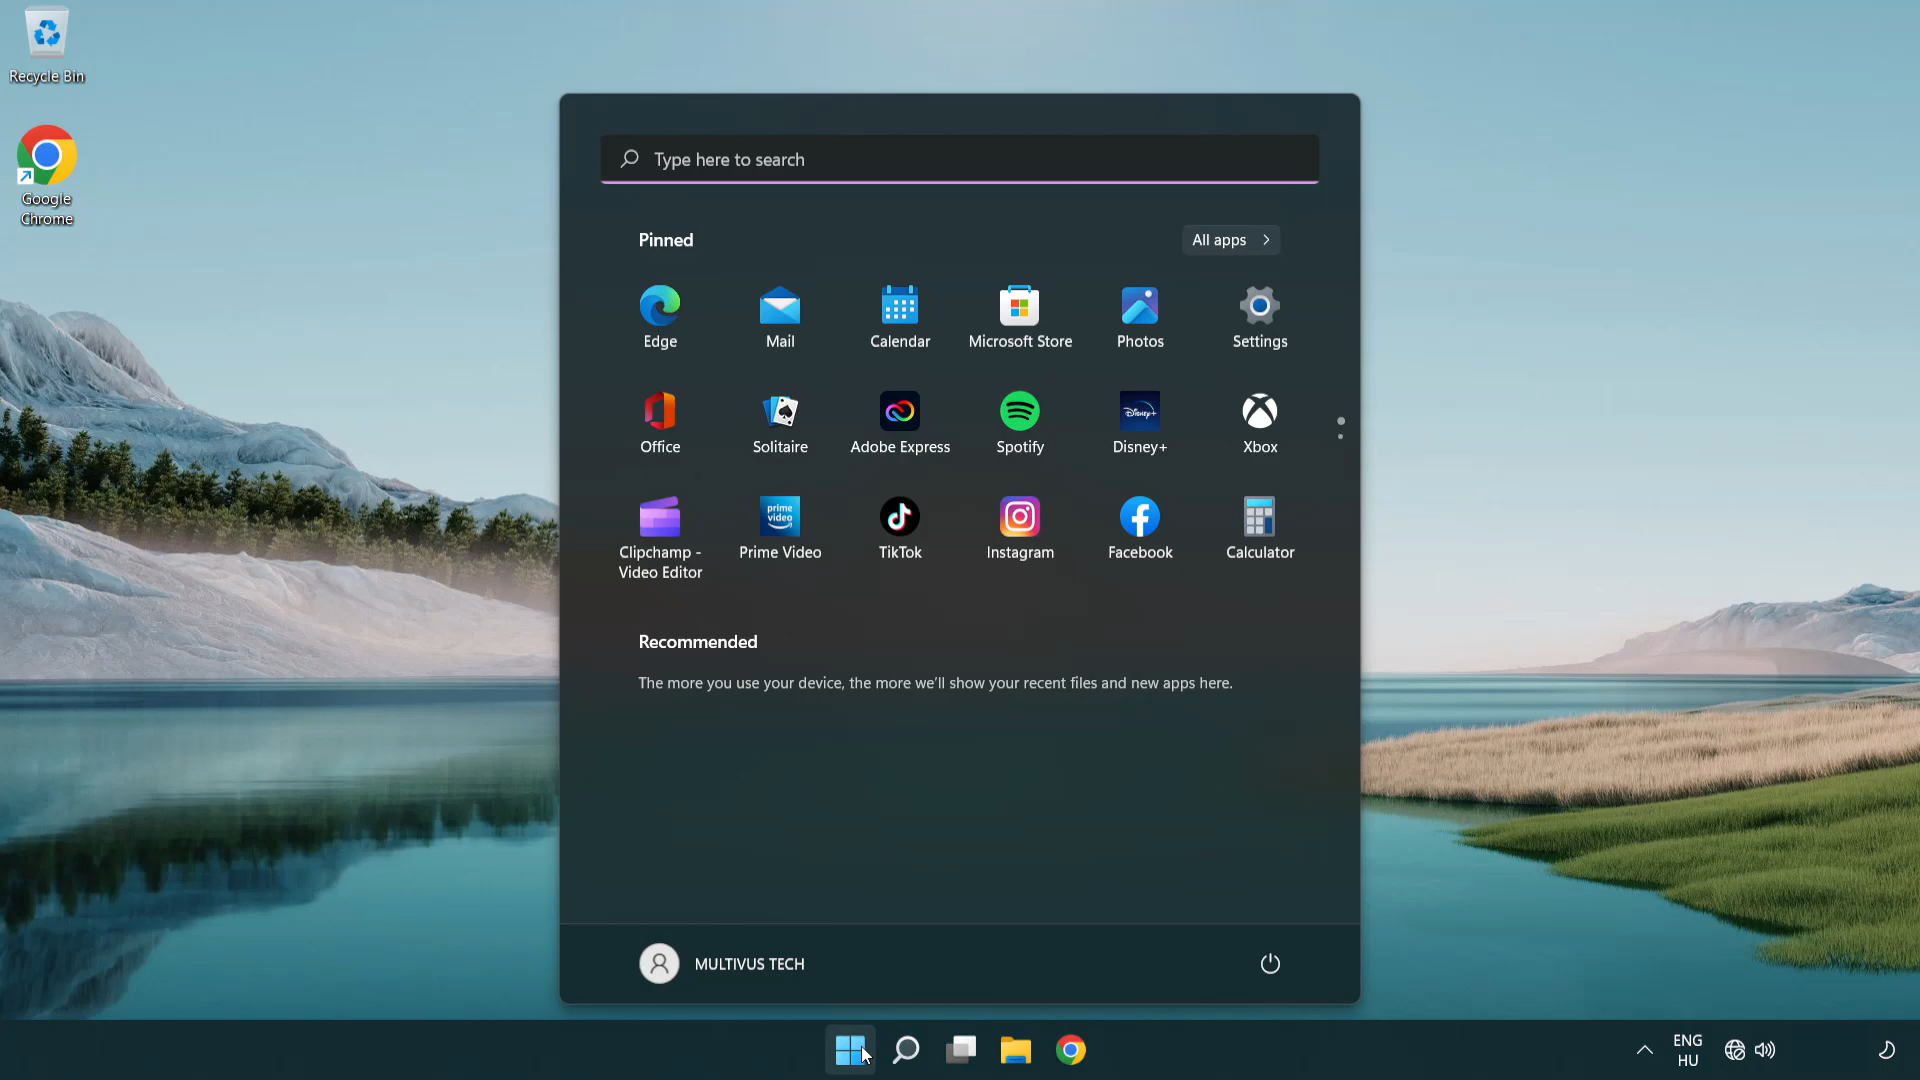 Recycle Bin
Google
Chrome
Type here to search
Pinned
All apps
Edge
Mail
Calendar
Microsoft Store
Photos
Settings
Disney+
Office
Solitaire
Adobe Express
Spotify
Disney+
Xbox
prime
video
Clipchamp -
Video Editor
Prime Video
TikTok
Instagram
Facebook
Calculator
Recommended
The more you use your device, the more we'll show your recent files and new apps here.
MULTIVUS TECH
ENG
HU